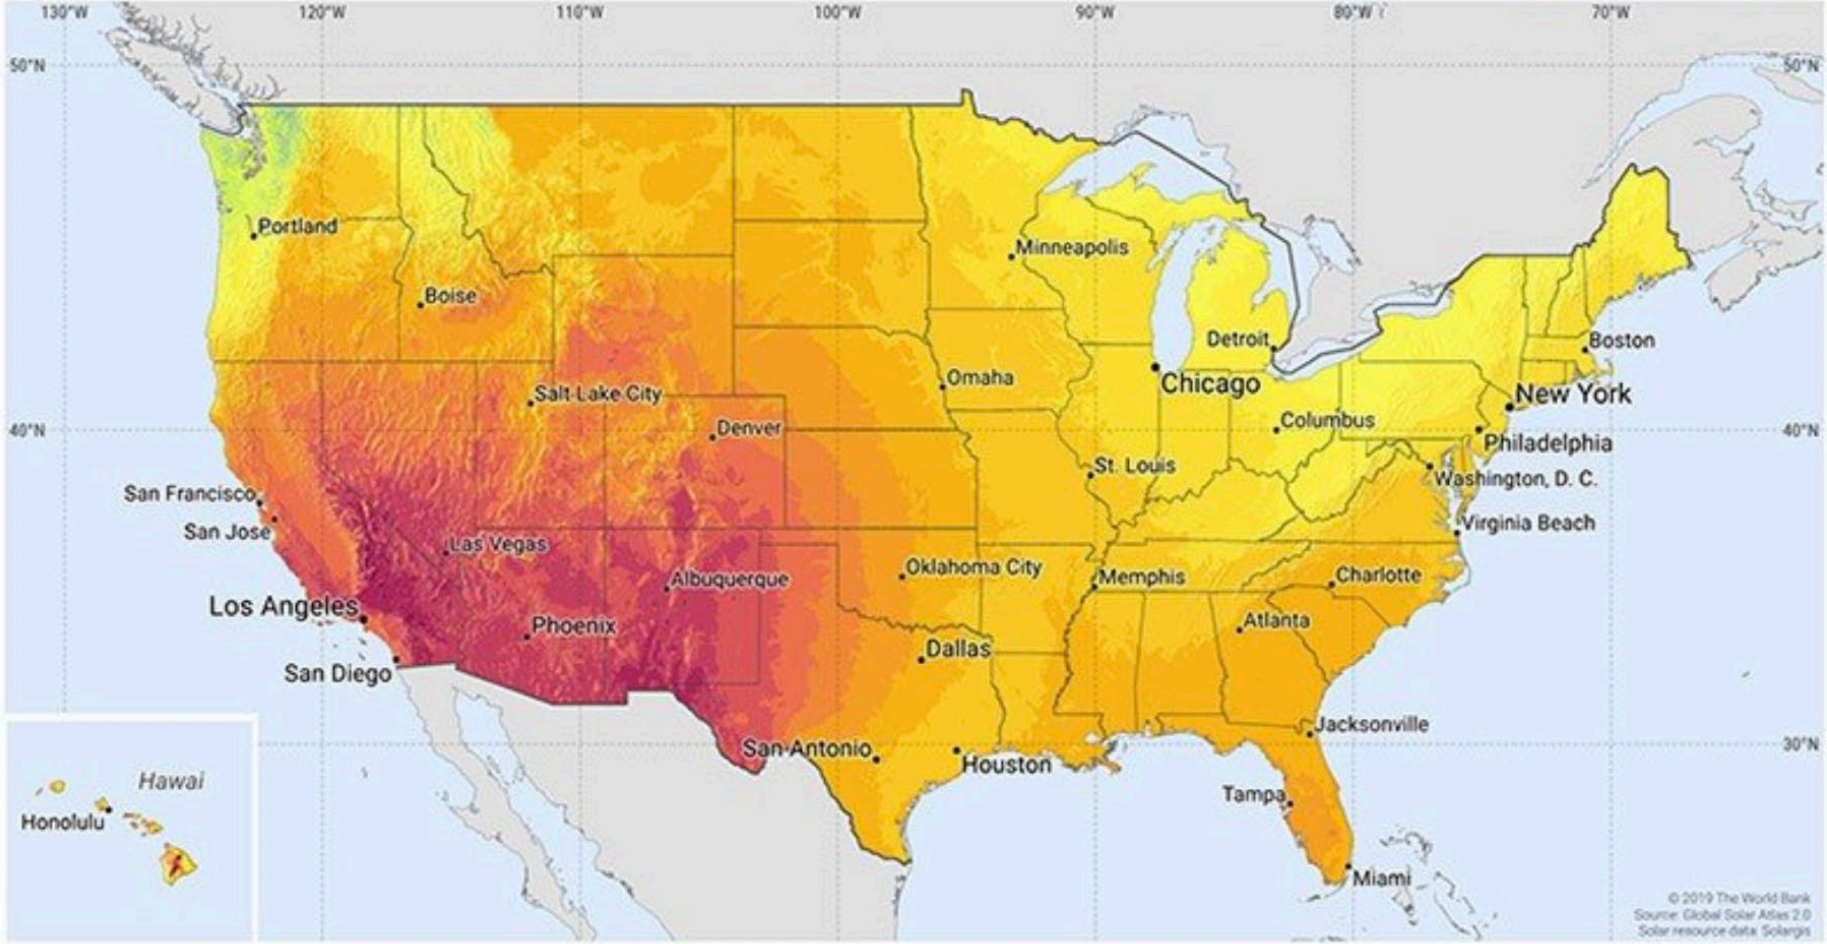 130°W 120°W 110°W 100°W 90°W 80°W 70°W
50°N 50°N
Portland
Minneapolis
Boise
Detroit
Boston
Omaha
Chicago
Salt Lake City
New York
Denver
Columbus
40°N 40°N
Philadelphia
St. Louis
Washington, D. C.
San Francisco
Virginia Beach
San Jose
Las Vegas
Oklahoma City
Albuquerque
Memphis
Charlotte
Los Angeles
Phoenix
Atlanta
Dallas
San Diego
Jacksonville
San Antonio
30°N
Houston
Hawai
Tampa
Honolulu
Miami
© 2019 The World Bank
Source: Global Solar Atlas 2.0
Solar resource data: Solargis